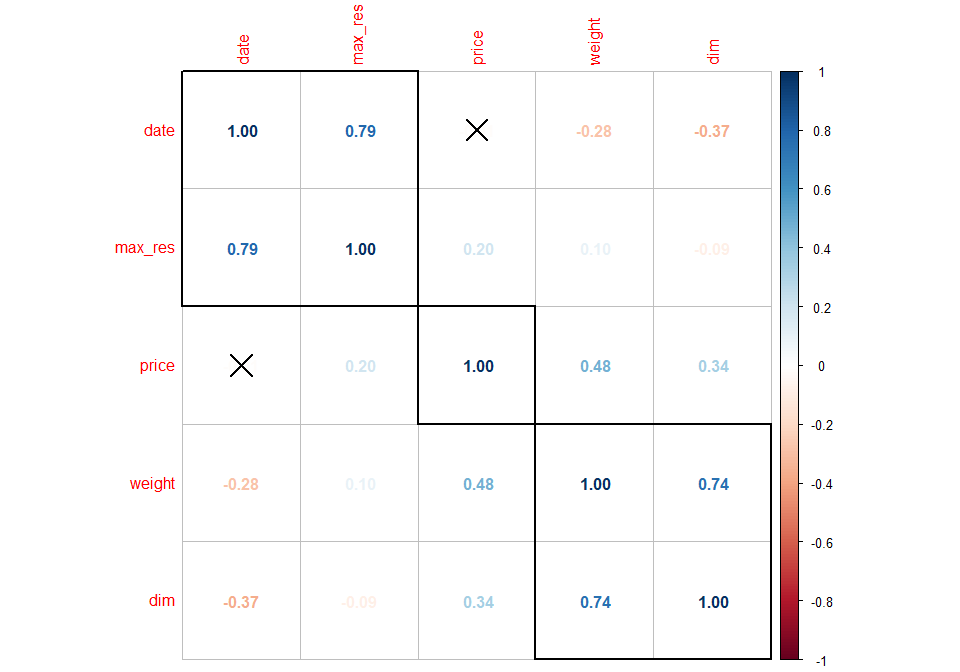 date max_res price weight dim
date 1.00 0.79 -0.28 -0.37
max_res 0.79 1.00 0.20 0.10 -0.09
price 0.20 1.00 0.48 0.34
weight -0.28 0.10 0.48 1.00 0.74
dim -0.37 -0.09 0.34 0.74 1.00
1
0.8
0.6
0.4
0.2
0
-0.2
-0.4
-0.6
-0.8
-1